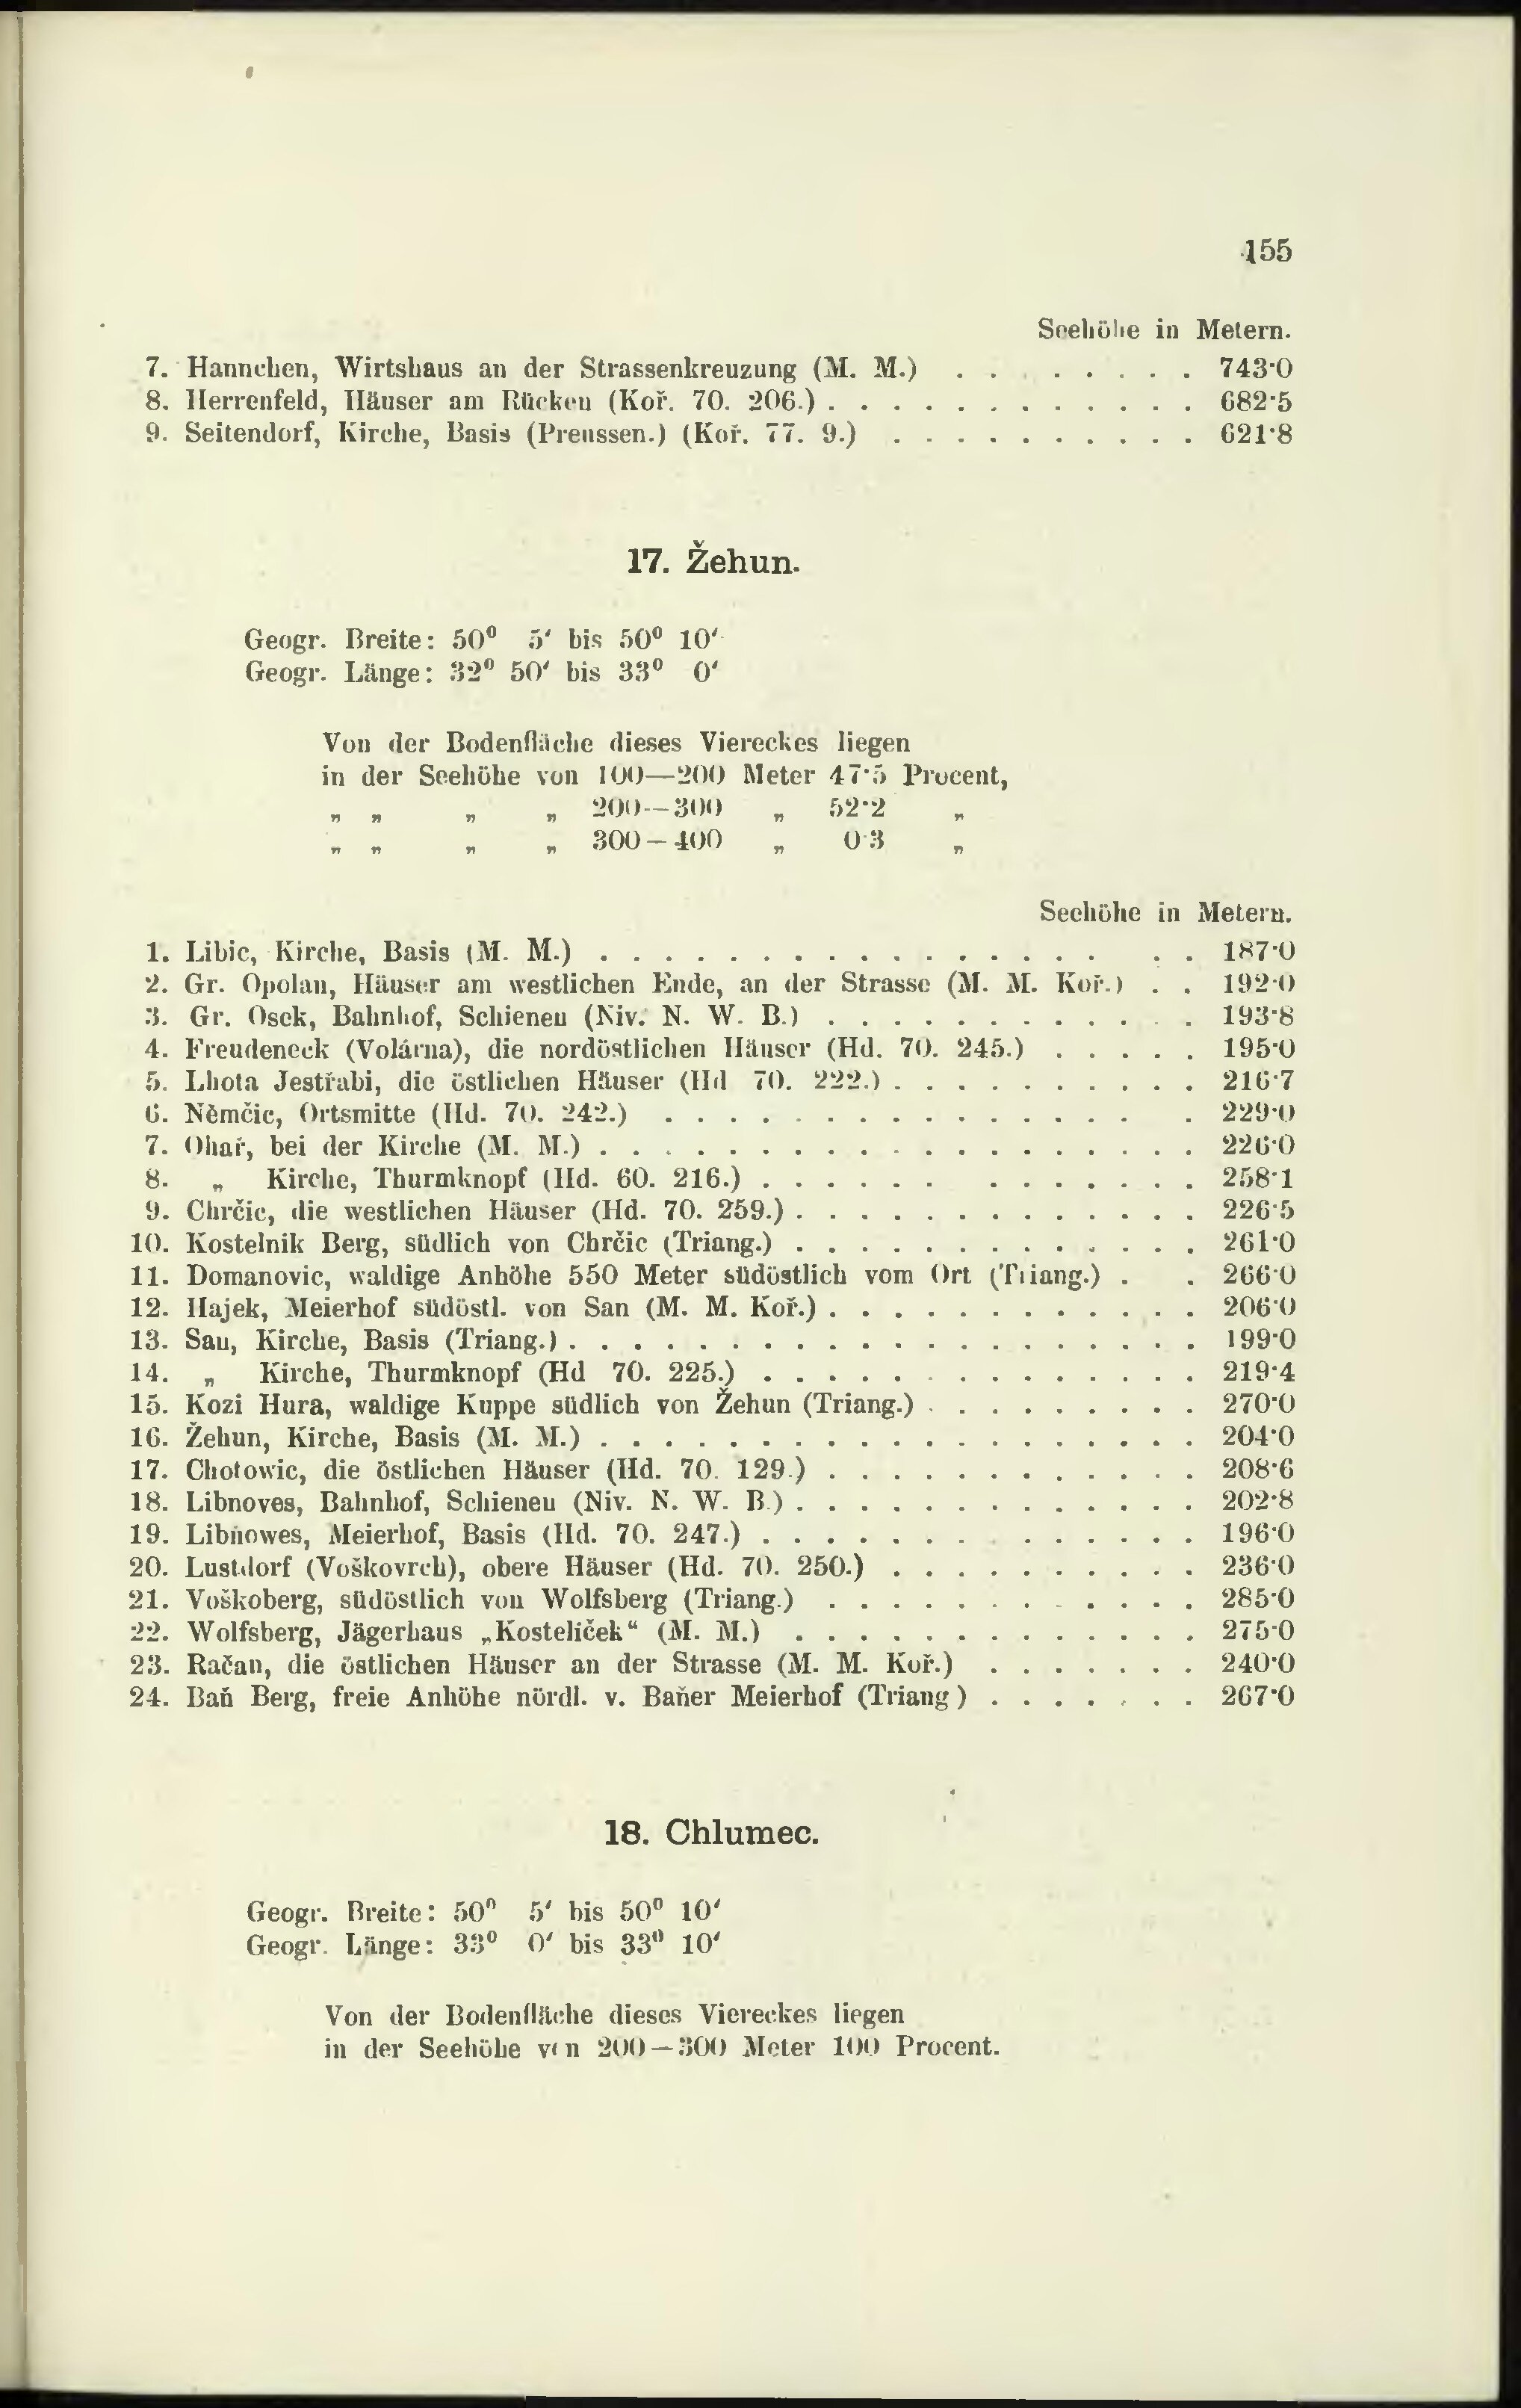 155
Seehöhe in Metern.
7. Hannchen, Wirtshaus an der Strassenkreuzung (M. M.) . . . . . . . . 743·0
8. Herrenfeld, Häuser am Rücken (Koř. 70. 206.) . . . . . . . . . . . . 682·5
9. Seitendorf, Kirche, Basis (Preussen.) (Koř. 77. 9.) . . . . . . . . . . 621·8
17. Žehun.
Geogr. Breite: 50⁰ 5′ bis 50⁰ 10′
Geogr. Länge: 32⁰ 50′ bis 33⁰ 0′
Von der Bodenfläche dieses Viereckes liegen
in der Seehöhe von 100—200 Meter 47·5 Procent,
„ „ „ „ 200—300 „ 52·2 „
„ „ „ „ 300—400 „ 0·3 „
Seehöhe in Metern.
1. Libic, Kirche, Basis (M. M.) . . . . . . . . . . . . . . . . . . 187·0
2. Gr. Opolan, Häuser am westlichen Ende, an der Strasse (M. M. Koř.) . . 192·0
3. Gr. Osek, Bahnhof, Schienen (Niv. N. W. B.) . . . . . . . . . . . . 193·8
4. Freudeneck (Volárna), die nordöstlichen Häuser (Hd. 70. 245.) . . . . . 195·0
5. Lhota Jestřabi, die östlichen Häuser (Hd 70. 222.) . . . . . . . . . . 216·7
6. Němčic, Ortsmitte (Hd. 70. 242.) . . . . . . . . . . . . . . . . 229·0
7. Ohař, bei der Kirche (M. M.) . . . . . . . . . . . . . . . . . . . 226·0
8. „ Kirche, Thurmknopf (Hd. 60. 216.) . . . . . . . . . . . . . 258·1
9. Chrčic, die westlichen Häuser (Hd. 70. 259.) . . . . . . . . . . . . . 226·5
10. Kostelnik Berg, südlich von Chrčic (Triang.) . . . . . . . . . . . . . 261·0
11. Domanovic, waldige Anhöhe 550 Meter südöstlich vom Ort (Triang.) . . 266·0
12. Hajek, Meierhof südöstl. von San (M. M. Koř.) . . . . . . . . . . . . 206·0
13. San, Kirche, Basis (Triang.) . . . . . . . . . . . . . . . . . . . . 199·0
14. „ Kirche, Thurmknopf (Hd 70. 225.) . . . . . . . . . . . . . . 219·4
15. Kozi Hura, waldige Kuppe südlich von Žehun (Triang.) . . . . . . . . . 270·0
16. Žehun, Kirche, Basis (M. M.) . . . . . . . . . . . . . . . . . . . 204·0
17. Chotowic, die östlichen Häuser (Hd. 70. 129.) . . . . . . . . . . . . 208·6
18. Libnoves, Bahnhof, Schienen (Niv. N. W. B.) . . . . . . . . . . . . . 202·8
19. Libňowes, Meierhof, Basis (Hd. 70. 247.) . . . . . . . . . . . . . . 196·0
20. Lustdorf (Voškovrch), obere Häuser (Hd. 70. 250.) . . . . . . . . . . 236·0
21. Voškoberg, südöstlich von Wolfsberg (Triang.) . . . . . . . . . . . . 285·0
22. Wolfsberg, Jägerhaus „Kosteliček“ (M. M.) . . . . . . . . . . . . . 275·0
23. Račan, die östlichen Häuser an der Strasse (M. M. Koř.) . . . . . . . 240·0
24. Baň Berg, freie Anhöhe nördl. v. Baňer Meierhof (Triang) . . . . . . . 267·0
18. Chlumec.
Geogr. Breite: 50⁰ 5′ bis 50⁰ 10′
Geogr. Länge: 33⁰ 0′ bis 33⁰ 10′
Von der Bodenfläche dieses Viereckes liegen
in der Seehöhe von 200—300 Meter 100 Procent.